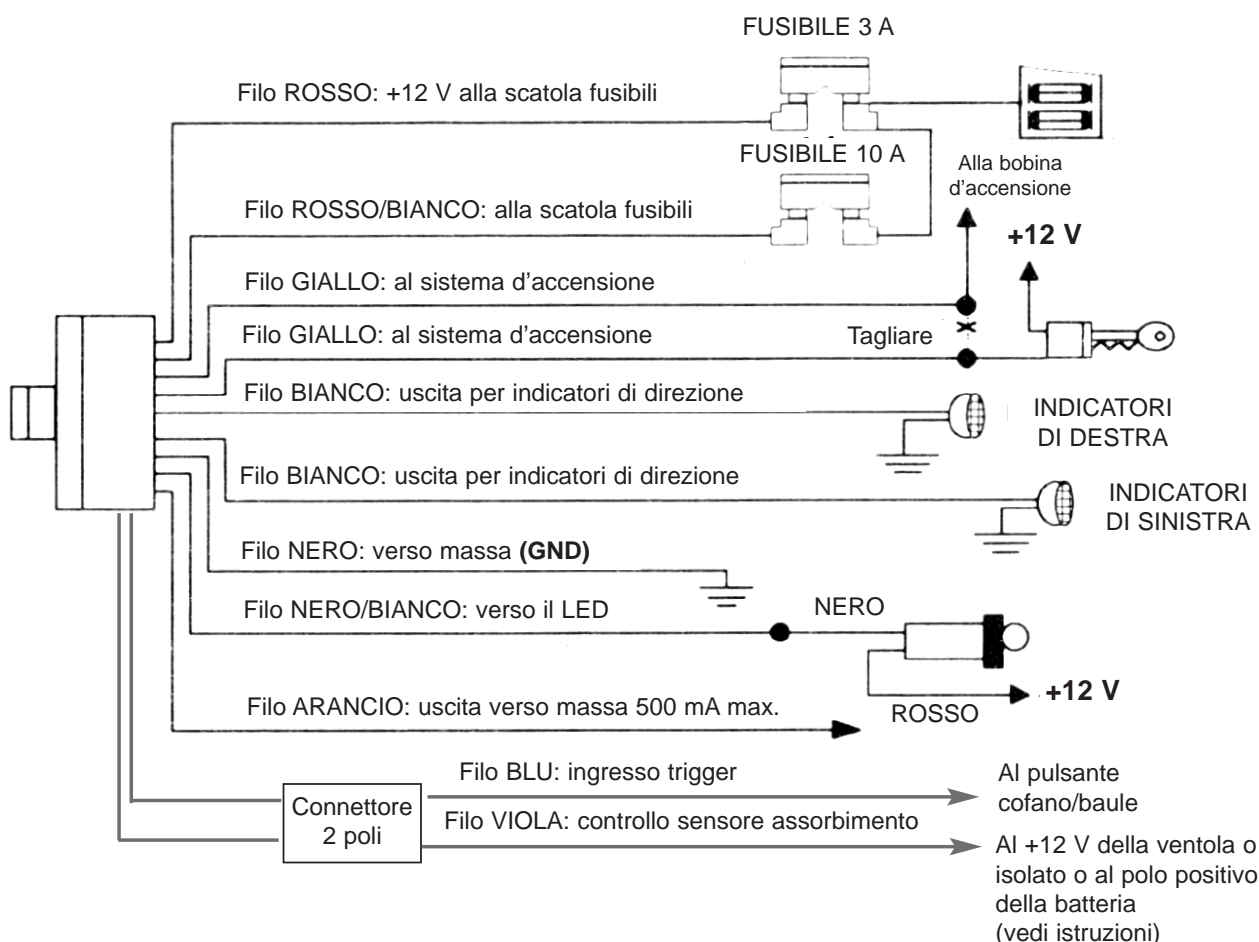 FUSIBILE 3 A
Filo ROSSO: +12 V alla scatola fusibili
FUSIBILE 10 A
Alla bobina
d'accensione
Filo ROSSO/BIANCO: alla scatola fusibili
+12 V
Filo GIALLO: al sistema d'accensione
Filo GIALLO: al sistema d'accensione
Tagliare
Filo BIANCO: uscita per indicatori di direzione
INDICATORI
DI DESTRA
Filo BIANCO: uscita per indicatori di direzione
INDICATORI
DI SINISTRA
Filo NERO: verso massa (GND)
Filo NERO/BIANCO: verso il LED
NERO
+12 V
Filo ARANCIO: uscita verso massa 500 mA max.
ROSSO
Filo BLU: ingresso trigger
Al pulsante
cofano/baule
Connettore
2 poli
Filo VIOLA: controllo sensore assorbimento
Al +12 V della ventola o
isolato o al polo positivo
della batteria
(vedi istruzioni)